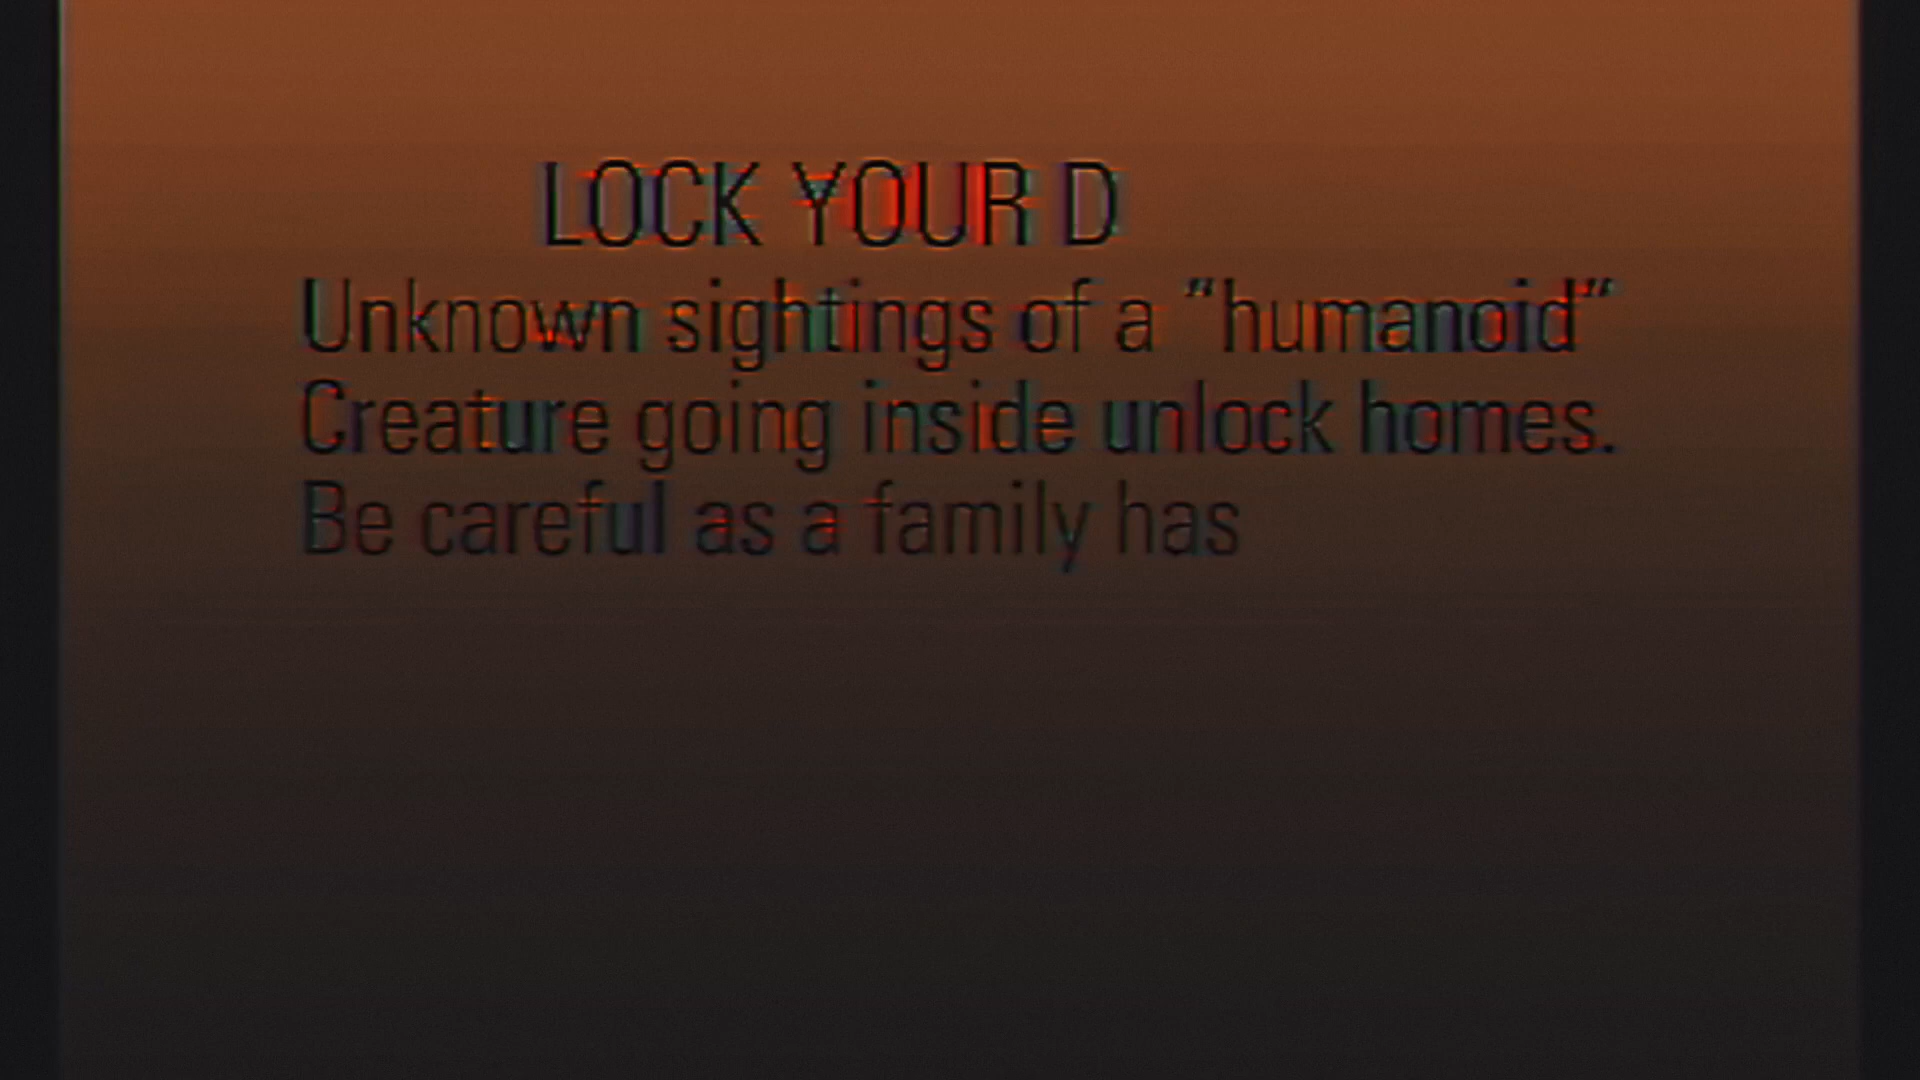 LOCK YOUR D
Unknown sightings of a “humanoid”
Creature going inside unlock homes.
Be careful as a family has